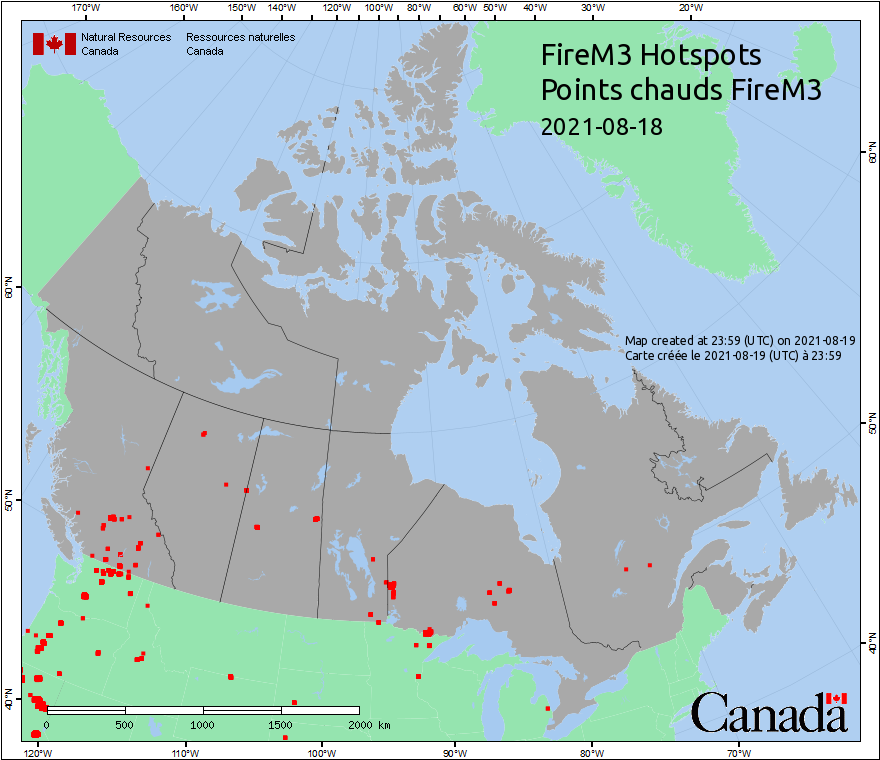 170°W 160°W 150°W 140°W 120°W 100°W 80°W 60°W 50°W 40°W 30°W 20°W
Natural Resources Ressources naturelles
Canada Canada
FireM3 Hotspots
Points chauds FireM3
2021-08-18
60°N
60°N
Map created at 23:59 (UTC) on 2021-08-19
Carte créée le 2021-08-19 (UTC) à 23:59
50°N
50°N
40°N
40°N
Canada
0 500 1000 1500 2000 km
120°W 110°W 100°W 90°W 80°W 70°W